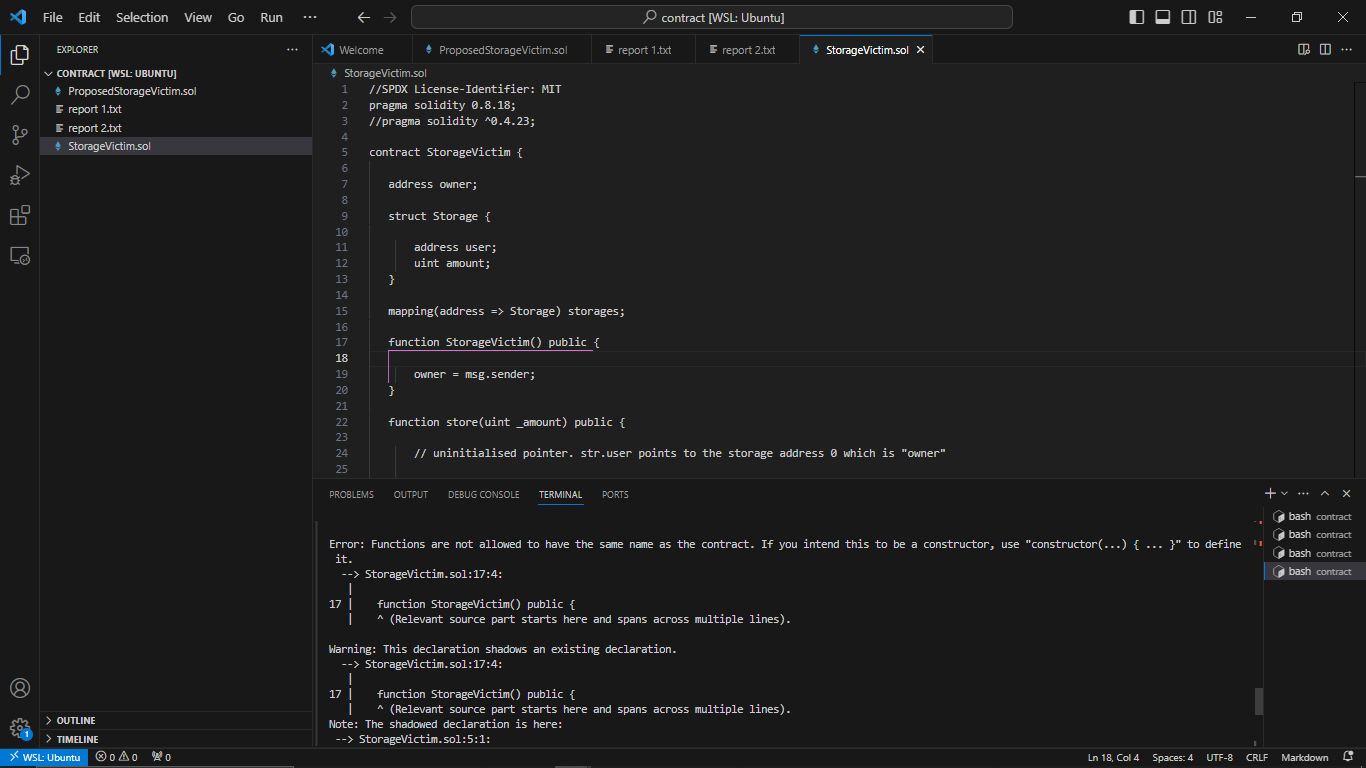 File Edit Selection View Go Run ···
contract [WSL: Ubuntu]
EXPLORER ···
Welcome ProposedStorageVictim.sol report 1.txt report 2.txt StorageVictim.sol
CONTRACT [WSL: UBUNTU]
ProposedStorageVictim.sol
report 1.txt
report 2.txt
StorageVictim.sol
StorageVictim.sol
1 //SPDX License-Identifier: MIT
2 pragma solidity 0.8.18;
3 //pragma solidity ^0.4.23;
4
5 contract StorageVictim {
6
7 address owner;
8
9 struct Storage {
10
11 address user;
12 uint amount;
13 }
14
15 mapping(address => Storage) storages;
16
17 function StorageVictim() public {
18
19 owner = msg.sender;
20 }
21
22 function store(uint _amount) public {
23
24 // uninitialised pointer. str.user points to the storage address 0 which is "owner"
25
PROBLEMS OUTPUT DEBUG CONSOLE TERMINAL PORTS
Error: Functions are not allowed to have the same name as the contract. If you intend this to be a constructor, use "constructor(...) { ... }" to define
it.
--> StorageVictim.sol:17:4:
|
17 | function StorageVictim() public {
| ^ (Relevant source part starts here and spans across multiple lines).
Warning: This declaration shadows an existing declaration.
--> StorageVictim.sol:17:4:
|
17 | function StorageVictim() public {
| ^ (Relevant source part starts here and spans across multiple lines).
Note: The shadowed declaration is here:
--> StorageVictim.sol:5:1:
bash contract
bash contract
bash contract
bash contract
OUTLINE
TIMELINE
1
WSL: Ubuntu 0 0 0 Ln 18, Col 4 Spaces: 4 UTF-8 CRLF Markdown